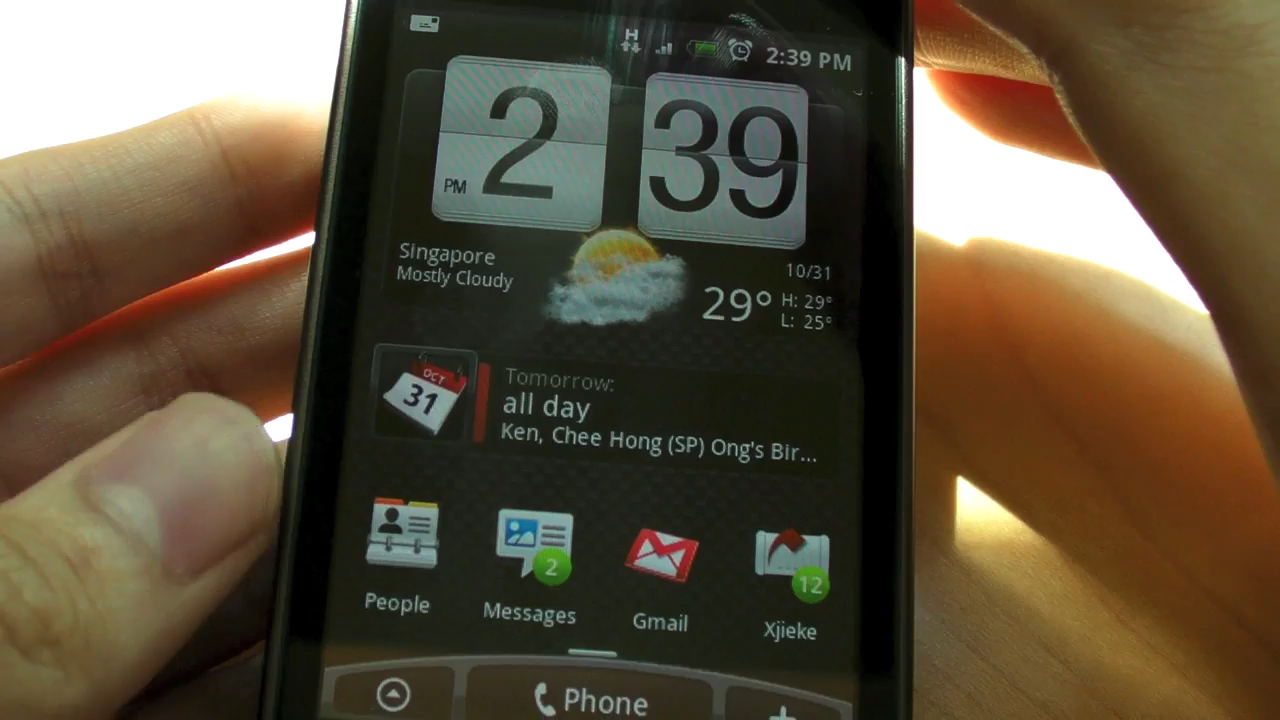 H
2:39 PM
2
39
PM
Singapore
Mostly Cloudy
10/31
29°
H: 29°
L: 25°
OCT
31
Tomorrow:
all day
Ken, Chee Hong (SP) Ong's Bir...
2
12
People
Messages
Gmail
Xjieke
Phone